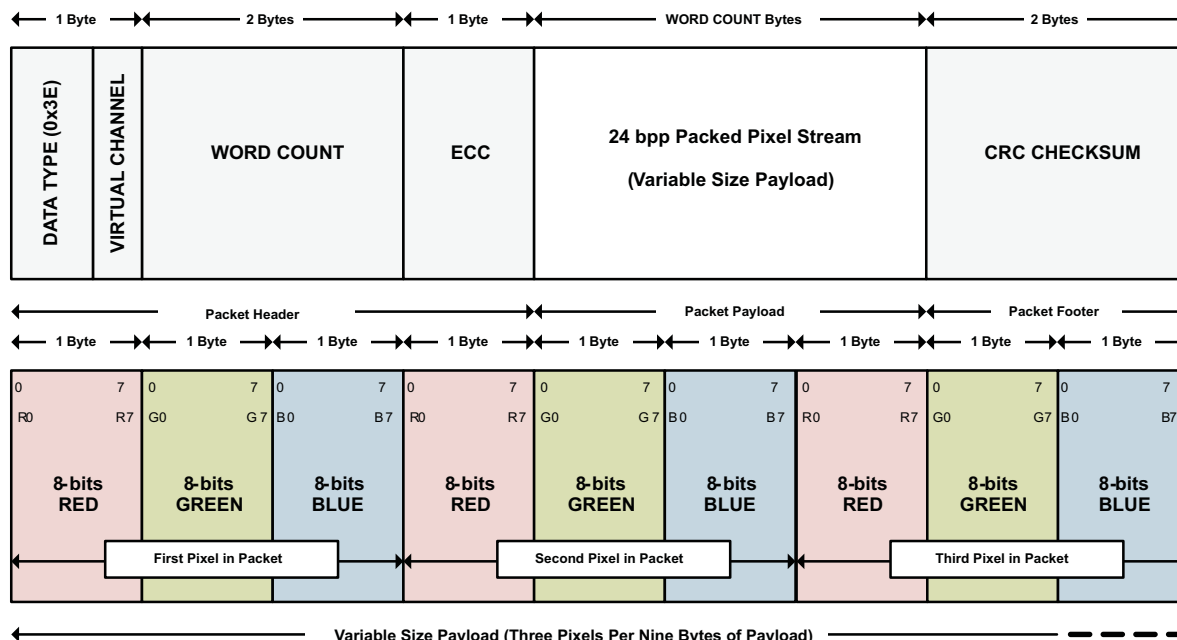 1 Byte 2 Bytes 1 Byte WORD COUNT Bytes 2 Bytes
DATA TYPE (0x3E)
VIRTUAL CHANNEL
WORD COUNT
ECC
24 bpp Packed Pixel Stream
(Variable Size Payload)
CRC CHECKSUM
Packet Header Packet Payload Packet Footer
1 Byte 1 Byte 1 Byte 1 Byte 1 Byte 1 Byte 1 Byte 1 Byte 1 Byte
0 7 0 7 0 7 0 7 0 7 0 7 0 7 0 7 0 7
R0 R7 G0 G7 B0 B7 R0 R7 G0 G7 B0 B7 R0 R7 G0 G7 B0 B7
8-bits 8-bits 8-bits 8-bits 8-bits 8-bits 8-bits 8-bits 8-bits
RED GREEN BLUE RED GREEN BLUE RED GREEN BLUE
First Pixel in Packet Second Pixel in Packet Third Pixel in Packet
Variable Size Payload (Three Pixels Per Nine Bytes of Payload)